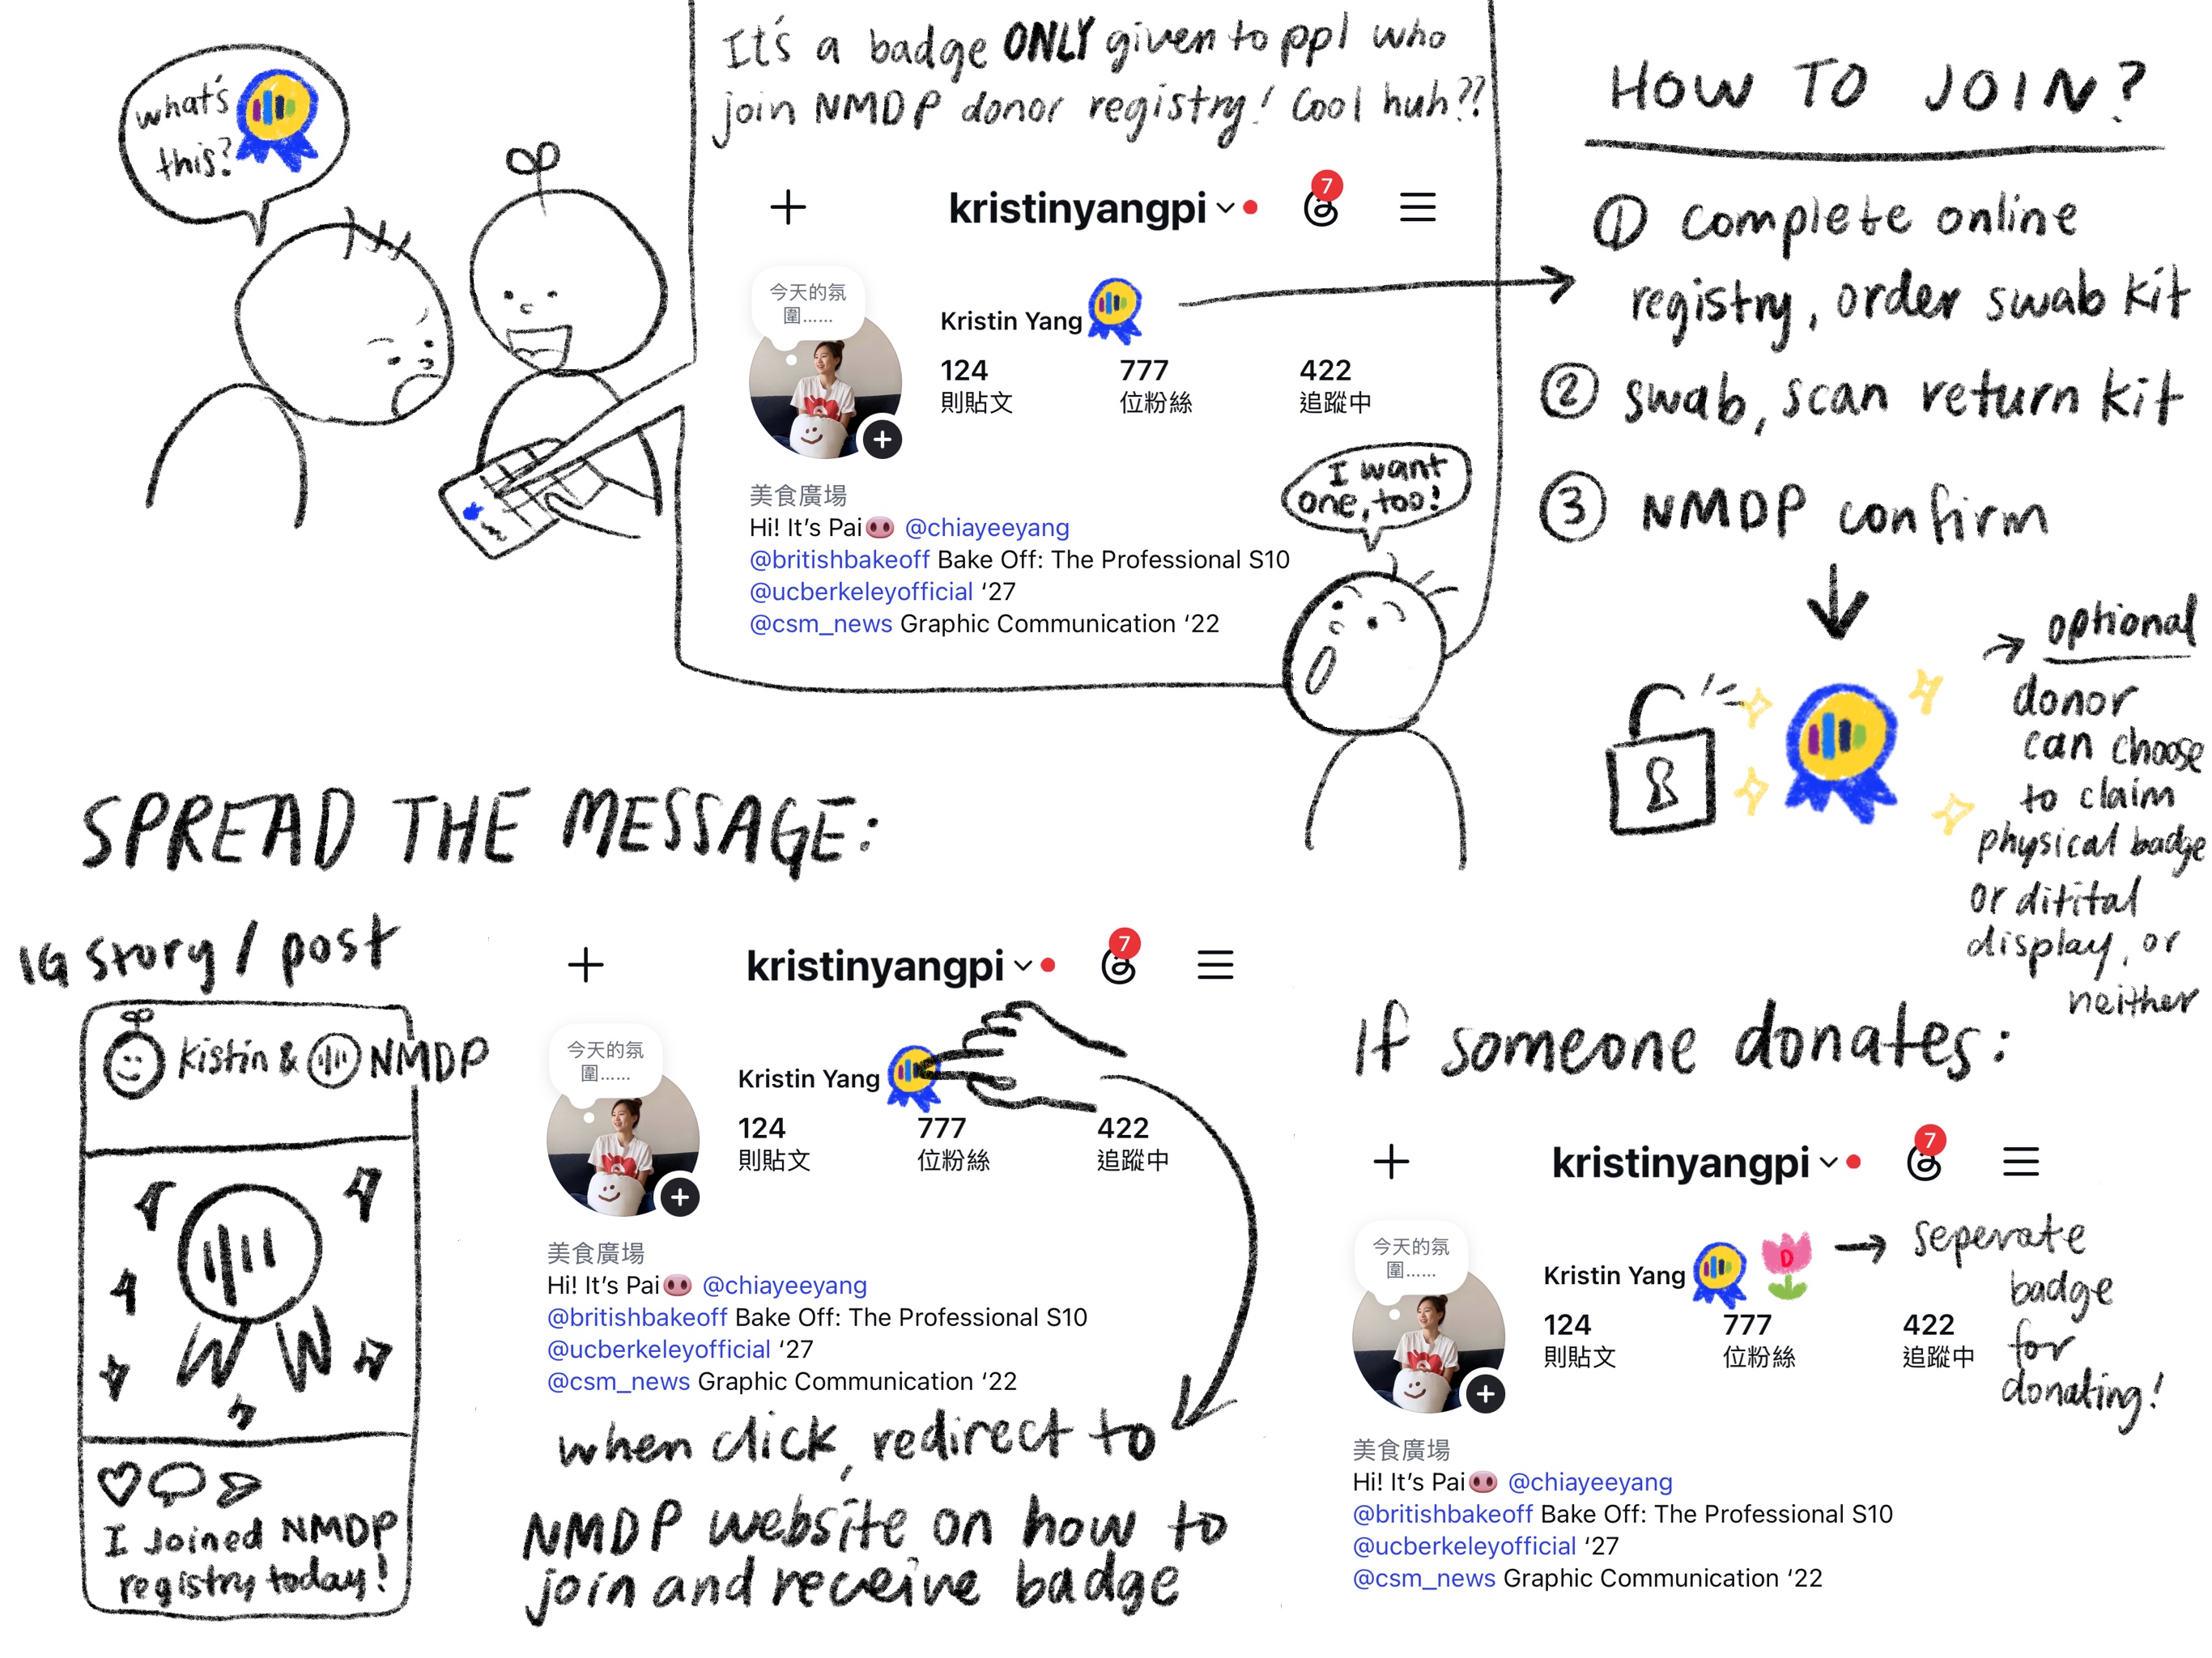 what's
this?
It's a badge ONLY given to ppl who
join NMDP donor registry! Cool huh??
kristinyangpi
7
今天的氛
圍……
Kristin Yang
124
777
422
則貼文
位粉絲
追蹤中
美食廣場
Hi! It’s Pai🐽 @chiayeeyang
@britishbakeoff Bake Off: The Professional S10
@ucberkeleyofficial ‘27
@csm_news Graphic Communication ‘22
I want
one, too!
HOW TO JOIN?
① complete online
registry, order swab kit
② swab, scan return kit
③ NMDP confirm
→ optional
donor
can choose
to claim
physical badge
or ditital
display, or
neither
SPREAD THE MESSAGE:
IG story / post
kistin & NMDP
I Joined NMDP
registry today!
kristinyangpi
7
今天的氛
圍……
Kristin Yang
124
777
422
則貼文
位粉絲
追蹤中
美食廣場
Hi! It’s Pai🐽 @chiayeeyang
@britishbakeoff Bake Off: The Professional S10
@ucberkeleyofficial ‘27
@csm_news Graphic Communication ‘22
when click, redirect to
NMDP website on how to
join and receive badge
If someone donates:
kristinyangpi
7
今天的氛
圍……
Kristin Yang
D
→ seperate
badge
for
donating!
124
777
422
則貼文
位粉絲
追蹤中
美食廣場
Hi! It’s Pai🐽 @chiayeeyang
@britishbakeoff Bake Off: The Professional S10
@ucberkeleyofficial ‘27
@csm_news Graphic Communication ‘22